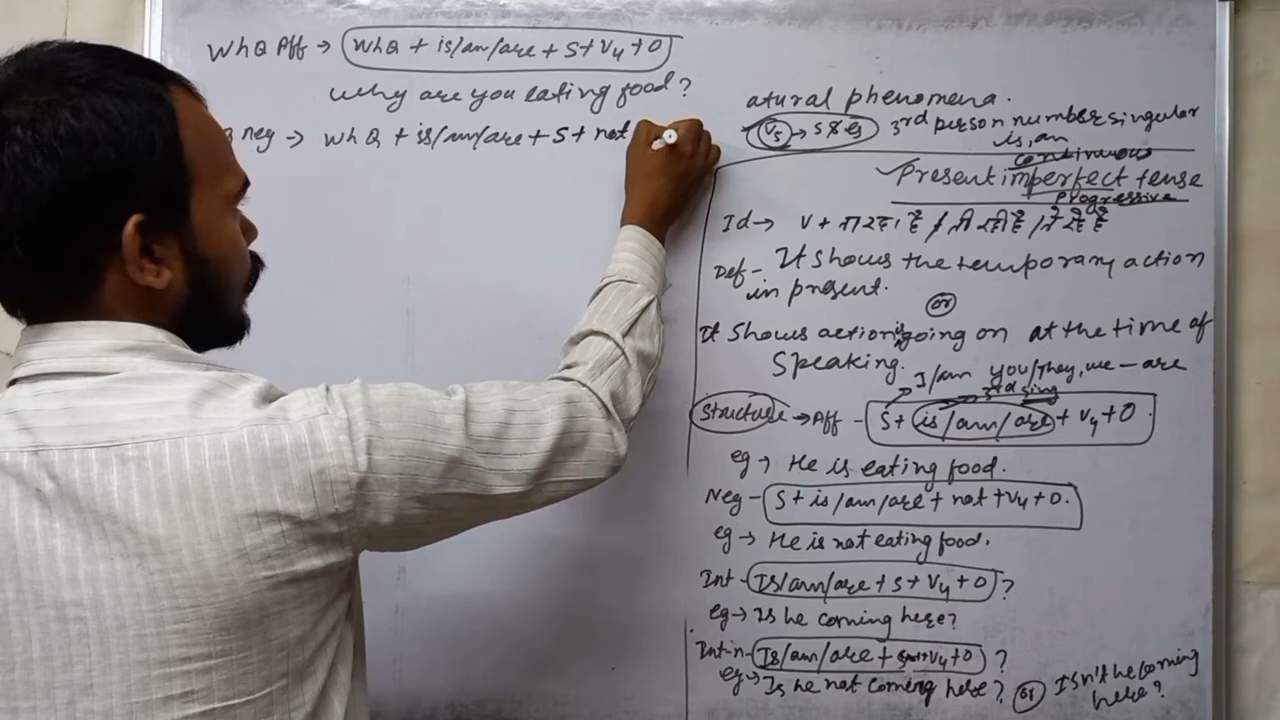 WhQ Aff → WhQ + is/am/are + S + V4 + O
Why are you eating food?
neg → WhQ + is/am/are + S + not
atural phenomena.
V5 → s & es 3rd person number singular
is, am
continuous
Present imperfect tense
Progressive
Id → V + ता रहा है / ती रही है / ते रहे हैं
Def - It shows the temporary action
in present.
or
It shows action is going on at the time of
speaking.
I/am you/They, we - are
3rd sing
Structure → Aff - S + is/am/are + V4 + O.
eg → He is eating food.
Neg - S + is/am/are + not + V4 + O.
eg → He is not eating food.
Int - Is/am/are + S + V4 + O ?
eg → Is he coming here?
Int-n - Is/am/are + S + not + V4 + O ?
eg → Is he not coming here? or Isn't he coming
here?